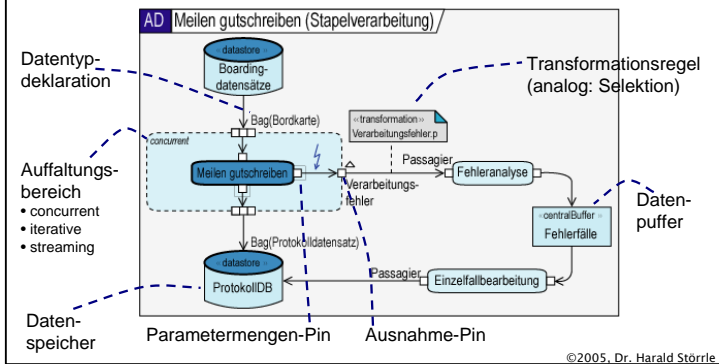 AD Meilen gutschreiben (Stapelverarbeitung)
«datastore»
Boarding-
datensätze
Datentyp-
deklaration
Transformationsregel
(analog: Selektion)
Bag(Bordkarte)
«transformation»
Verarbeitungsfehler.p
concurrent
Auffaltungs-
bereich
• concurrent
• iterative
• streaming
Meilen gutschreiben
Passagier
Fehleranalyse
Verarbeitungs-
fehler
Daten-
puffer
«centralBuffer»
Fehlerfälle
Bag(Protokolldatensatz)
«datastore»
ProtokollDB
Passagier
Einzelfallbearbeitung
Daten-
speicher
Parametermengen-Pin
Ausnahme-Pin
©2005, Dr. Harald Störrle